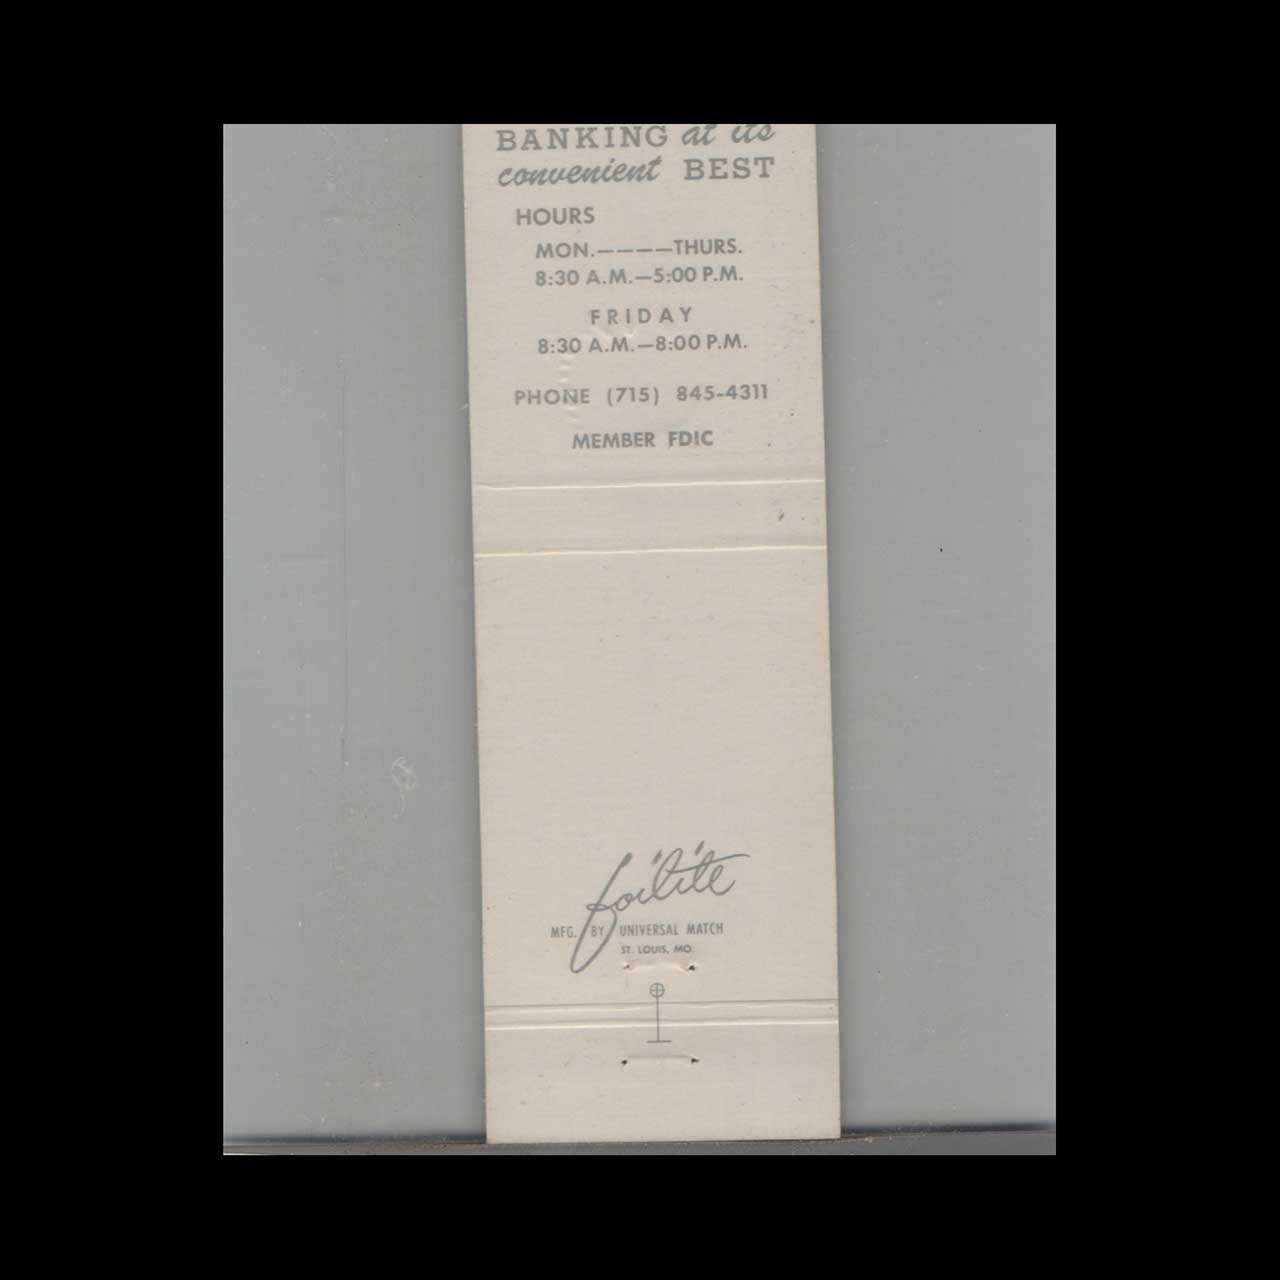 BANKING at its
convenient BEST
HOURS
MON.————THURS.
8:30 A.M.—5:00 P.M.
FRIDAY
8:30 A.M.—8:00 P.M.
PHONE (715) 845-4311
MEMBER FDIC
foilite
MFG. BY UNIVERSAL MATCH
ST. LOUIS, MO.